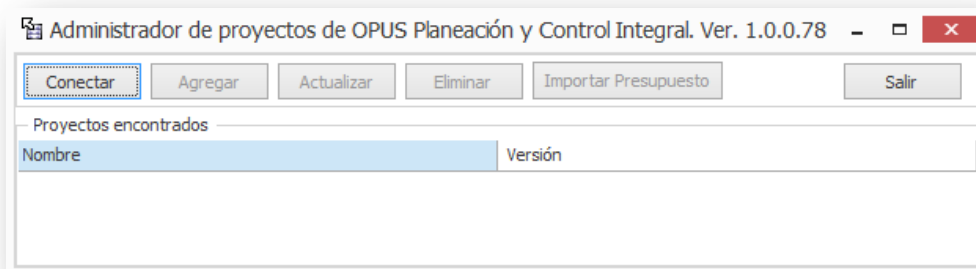 Administrador de proyectos de OPUS Planeación y Control Integral. Ver. 1.0.0.78
Conectar Agregar Actualizar Eliminar Importar Presupuesto Salir
Proyectos encontrados
Nombre Versión